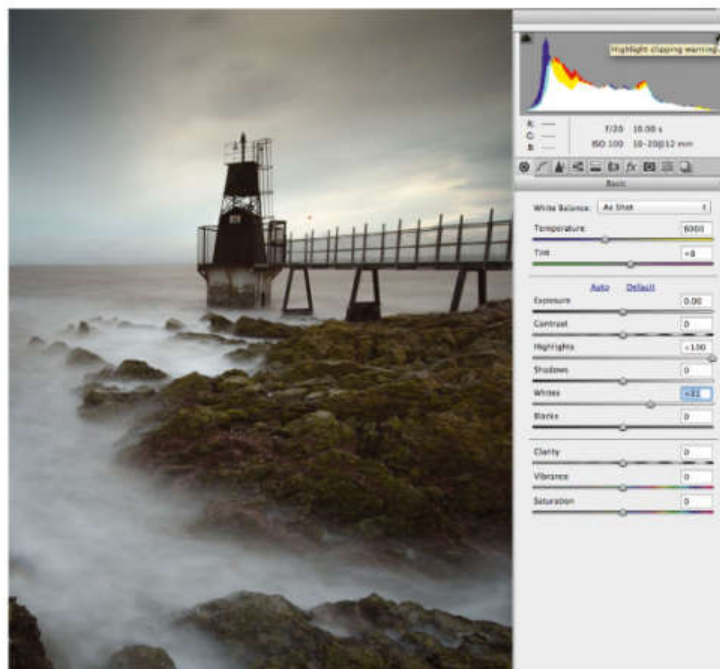 Highlight clipping warning
R: ---
G: ---
B: ---
f/20 10.00 s
ISO 100 10-20@12 mm
fx
Basic
White Balance: As Shot
Temperature 6000
Tint +8
Auto Default
Exposure 0.00
Contrast 0
Highlights +100
Shadows 0
Whites
Blacks 0
Clarity 0
Vibrance 0
Saturation 0